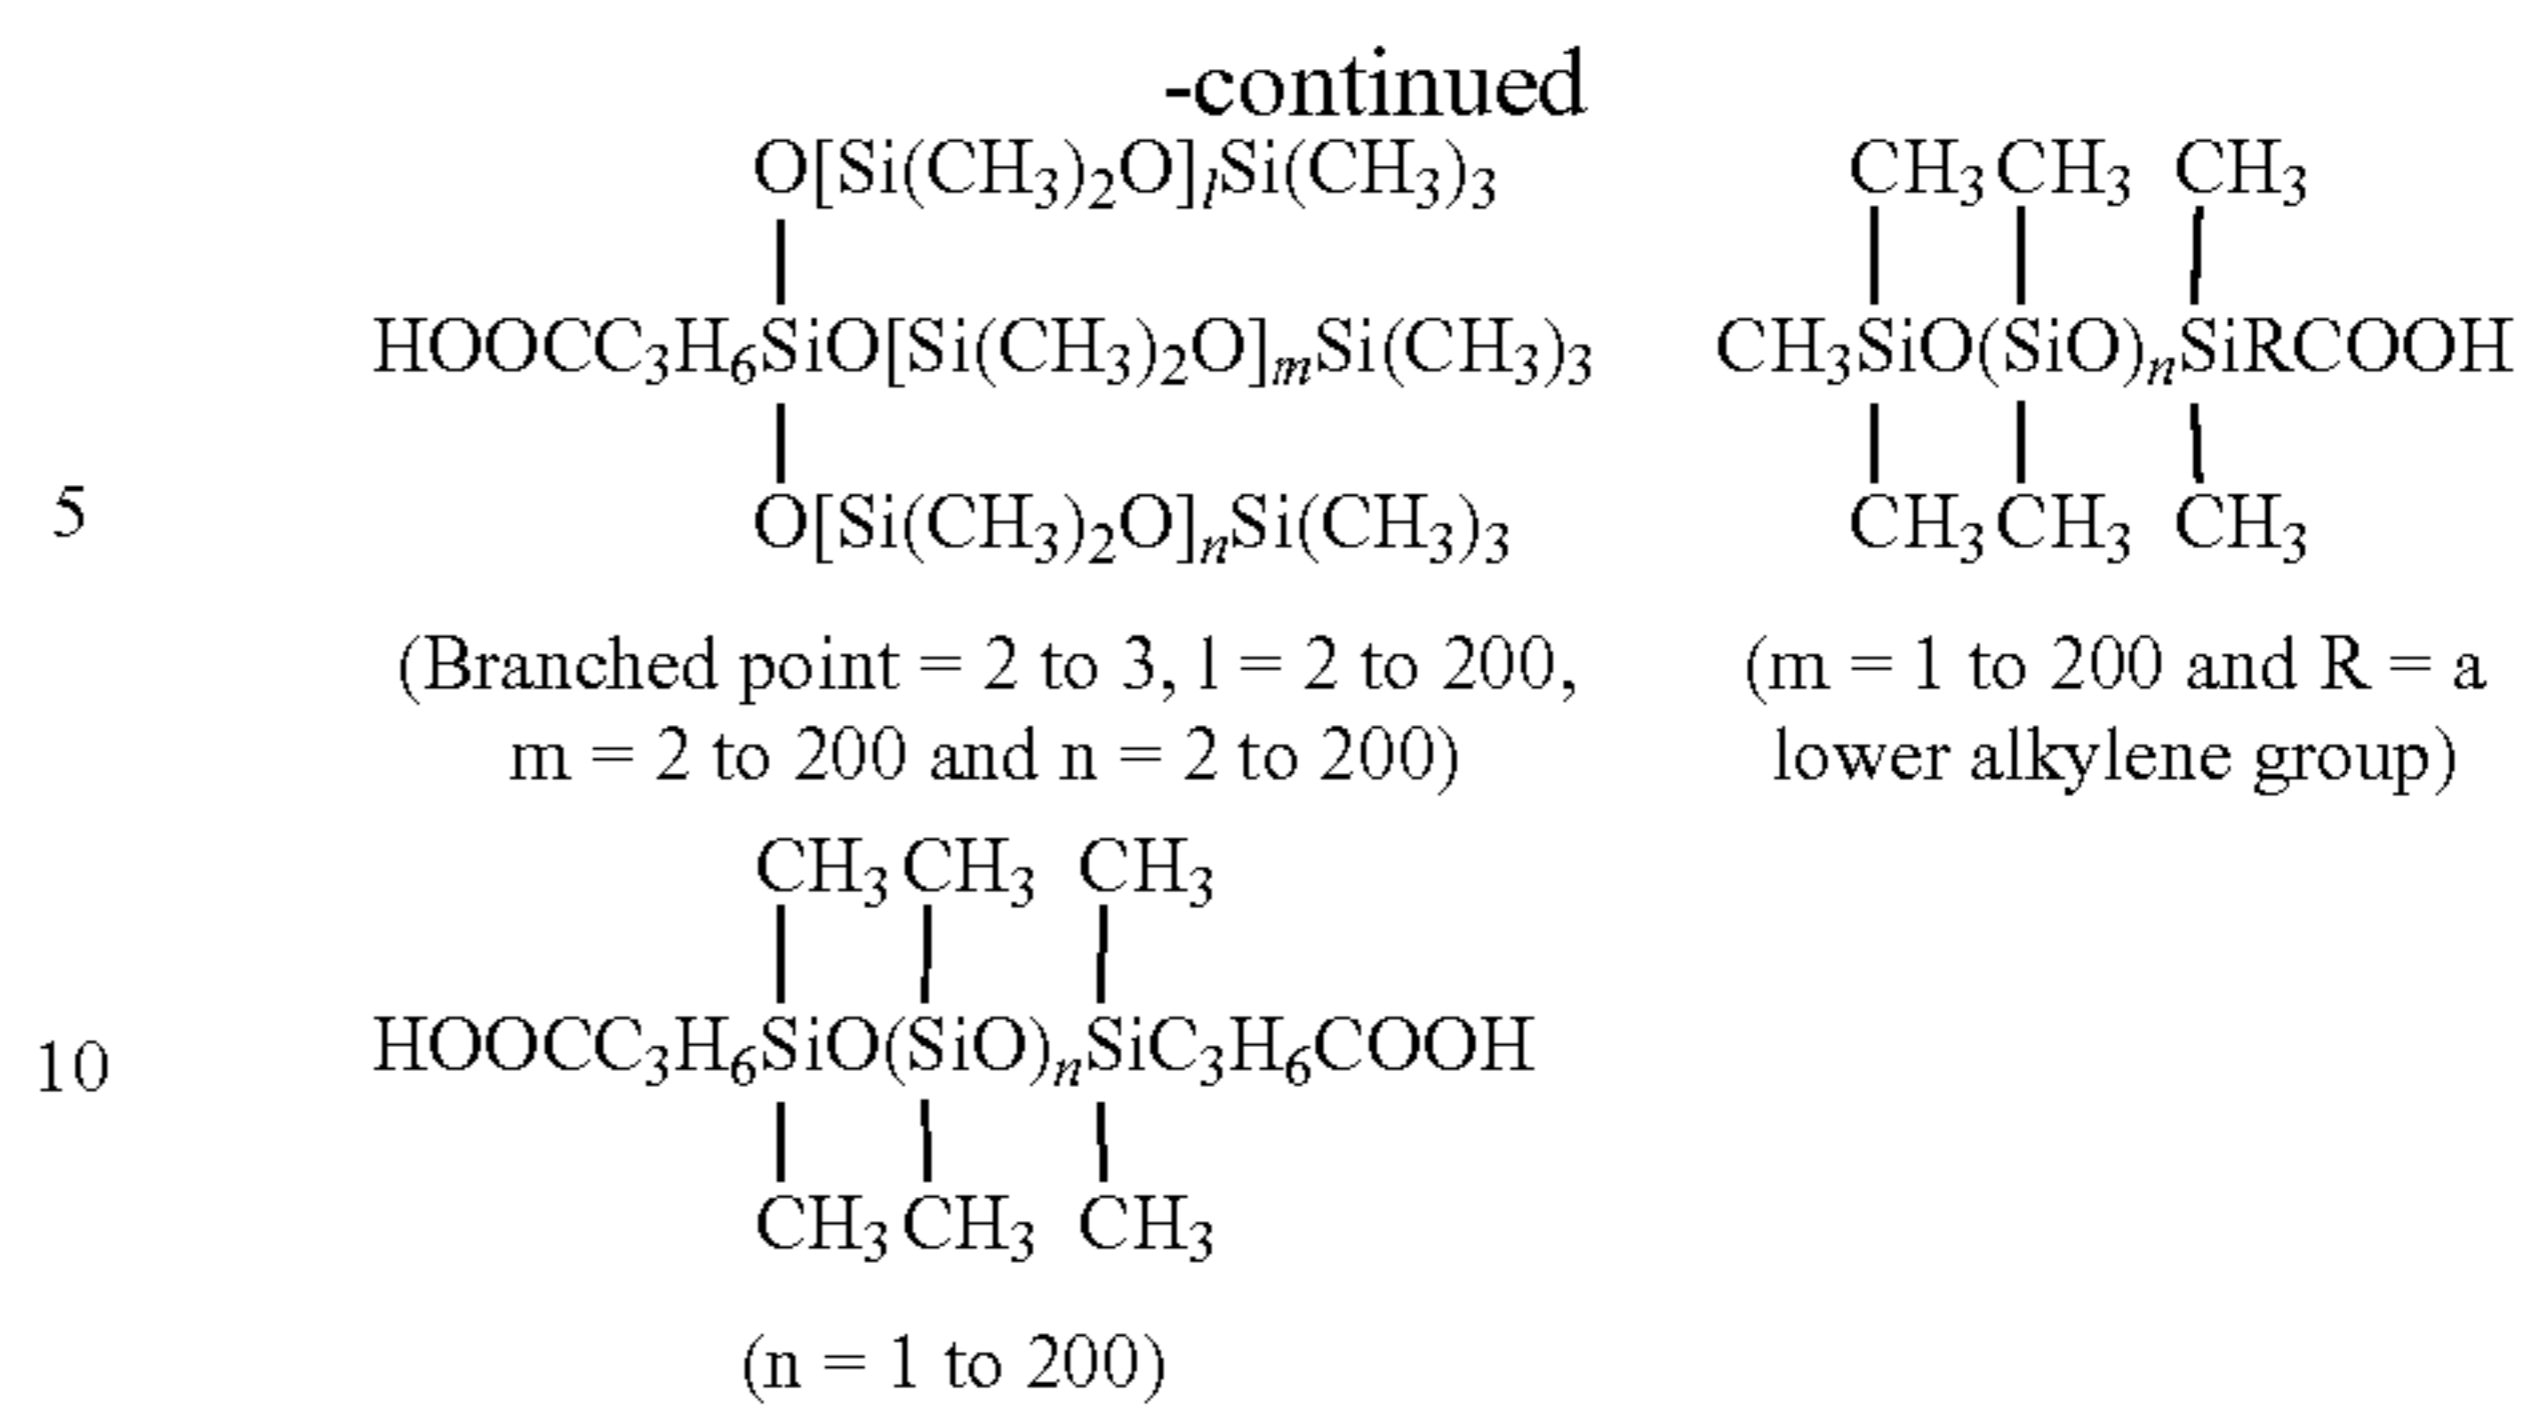 -continued
O[Si(CH3)2O]lSi(CH3)3
HOOCC3H6SiO[Si(CH3)2O]mSi(CH3)3
5
O[Si(CH3)2O]nSi(CH3)3
(Branched point = 2 to 3, l = 2 to 200,
m = 2 to 200 and n = 2 to 200)
CH3 CH3 CH3
CH3SiO(SiO)nSiRCOOH
CH3 CH3 CH3
(m = 1 to 200 and R = a
lower alkylene group)
CH3 CH3 CH3
HOOCC3H6SiO(SiO)nSiC3H6COOH
10
CH3 CH3 CH3
(n = 1 to 200)